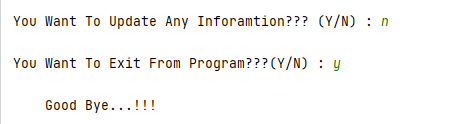 You Want To Update Any Inforamtion??? (Y/N) : n
You Want To Exit From Program???(Y/N) : y
Good Bye...!!!